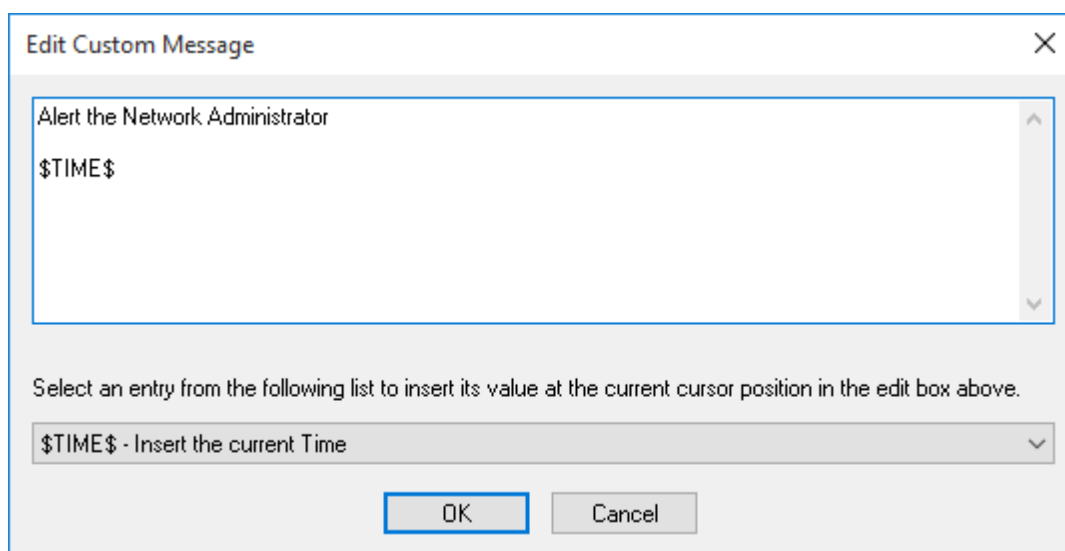 Edit Custom Message
Alert the Network Administrator
$TIME$
Select an entry from the following list to insert its value at the current cursor position in the edit box above.
$TIME$ - Insert the current Time
OK
Cancel